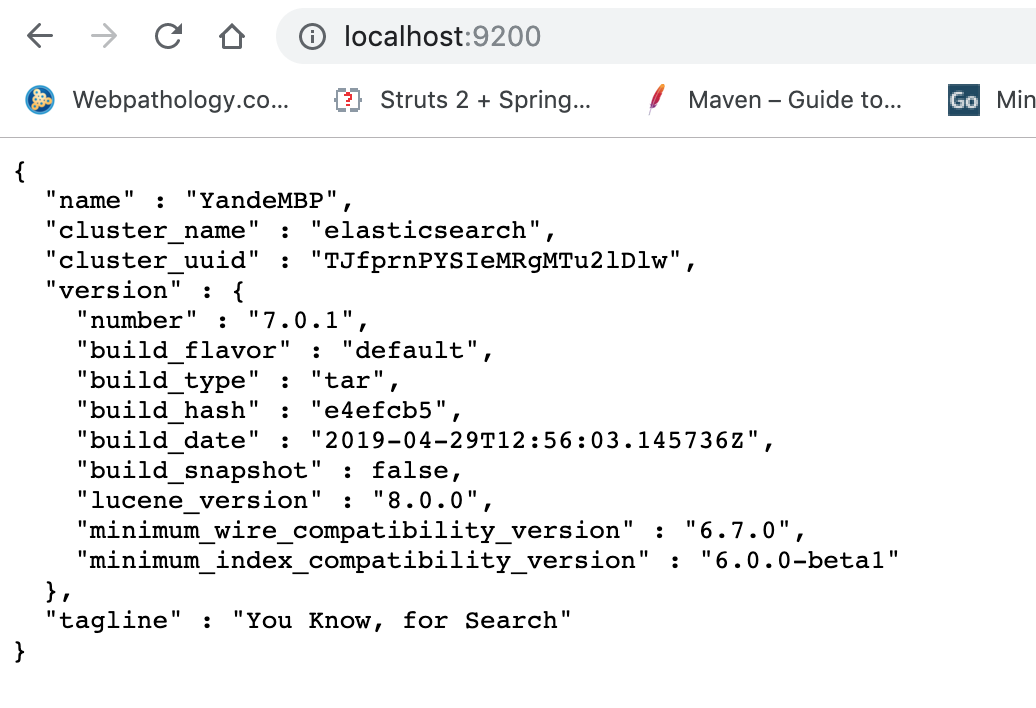 localhost:9200
Webpathology.co... Struts 2 + Spring... Maven – Guide to... Go Min
{
  "name" : "YandeMBP",
  "cluster_name" : "elasticsearch",
  "cluster_uuid" : "TJfprnPYSIeMRgMTu2lDlw",
  "version" : {
    "number" : "7.0.1",
    "build_flavor" : "default",
    "build_type" : "tar",
    "build_hash" : "e4efcb5",
    "build_date" : "2019-04-29T12:56:03.145736Z",
    "build_snapshot" : false,
    "lucene_version" : "8.0.0",
    "minimum_wire_compatibility_version" : "6.7.0",
    "minimum_index_compatibility_version" : "6.0.0-beta1"
  },
  "tagline" : "You Know, for Search"
}